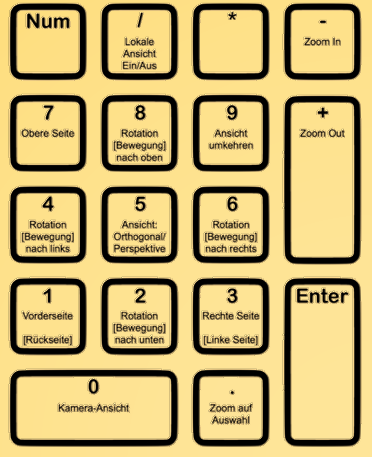 Num
/
Lokale
Ansicht
Ein/Aus
*
-
Zoom In
7
Obere Seite
8
Rotation
[Bewegung]
nach oben
9
Ansicht
umkehren
+
Zoom Out
4
Rotation
[Bewegung]
nach links
5
Ansicht:
Orthogonal/
Perspektive
6
Rotation
[Bewegung]
nach rechts
1
Vorderseite
[Rückseite]
2
Rotation
[Bewegung]
nach unten
3
Rechte Seite
[Linke Seite]
Enter
0
Kamera-Ansicht
.
Zoom auf
Auswahl